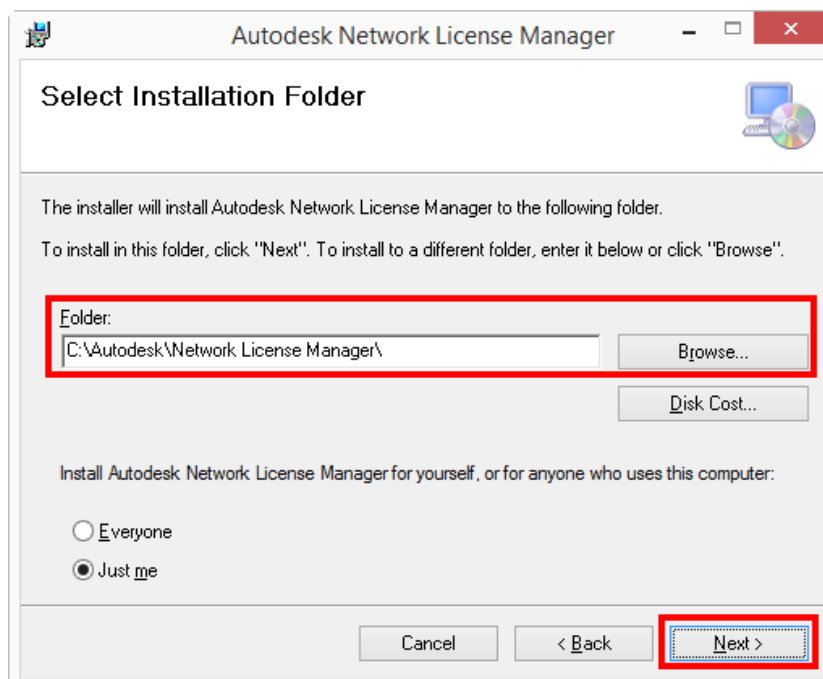 Autodesk Network License Manager
Select Installation Folder
The installer will install Autodesk Network License Manager to the following folder.
To install in this folder, click "Next". To install to a different folder, enter it below or click "Browse".
Folder:
C:\Autodesk\Network License Manager\
Browse...
Disk Cost...
Install Autodesk Network License Manager for yourself, or for anyone who uses this computer:
Everyone
Just me
Cancel
< Back
Next >